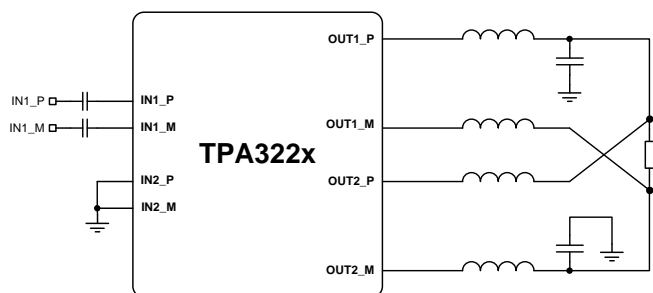 OUT1_P
IN1_P
IN1_P
IN1_M
IN1_M
OUT1_M
TPA322x
IN2_P
OUT2_P
IN2_M
OUT2_M